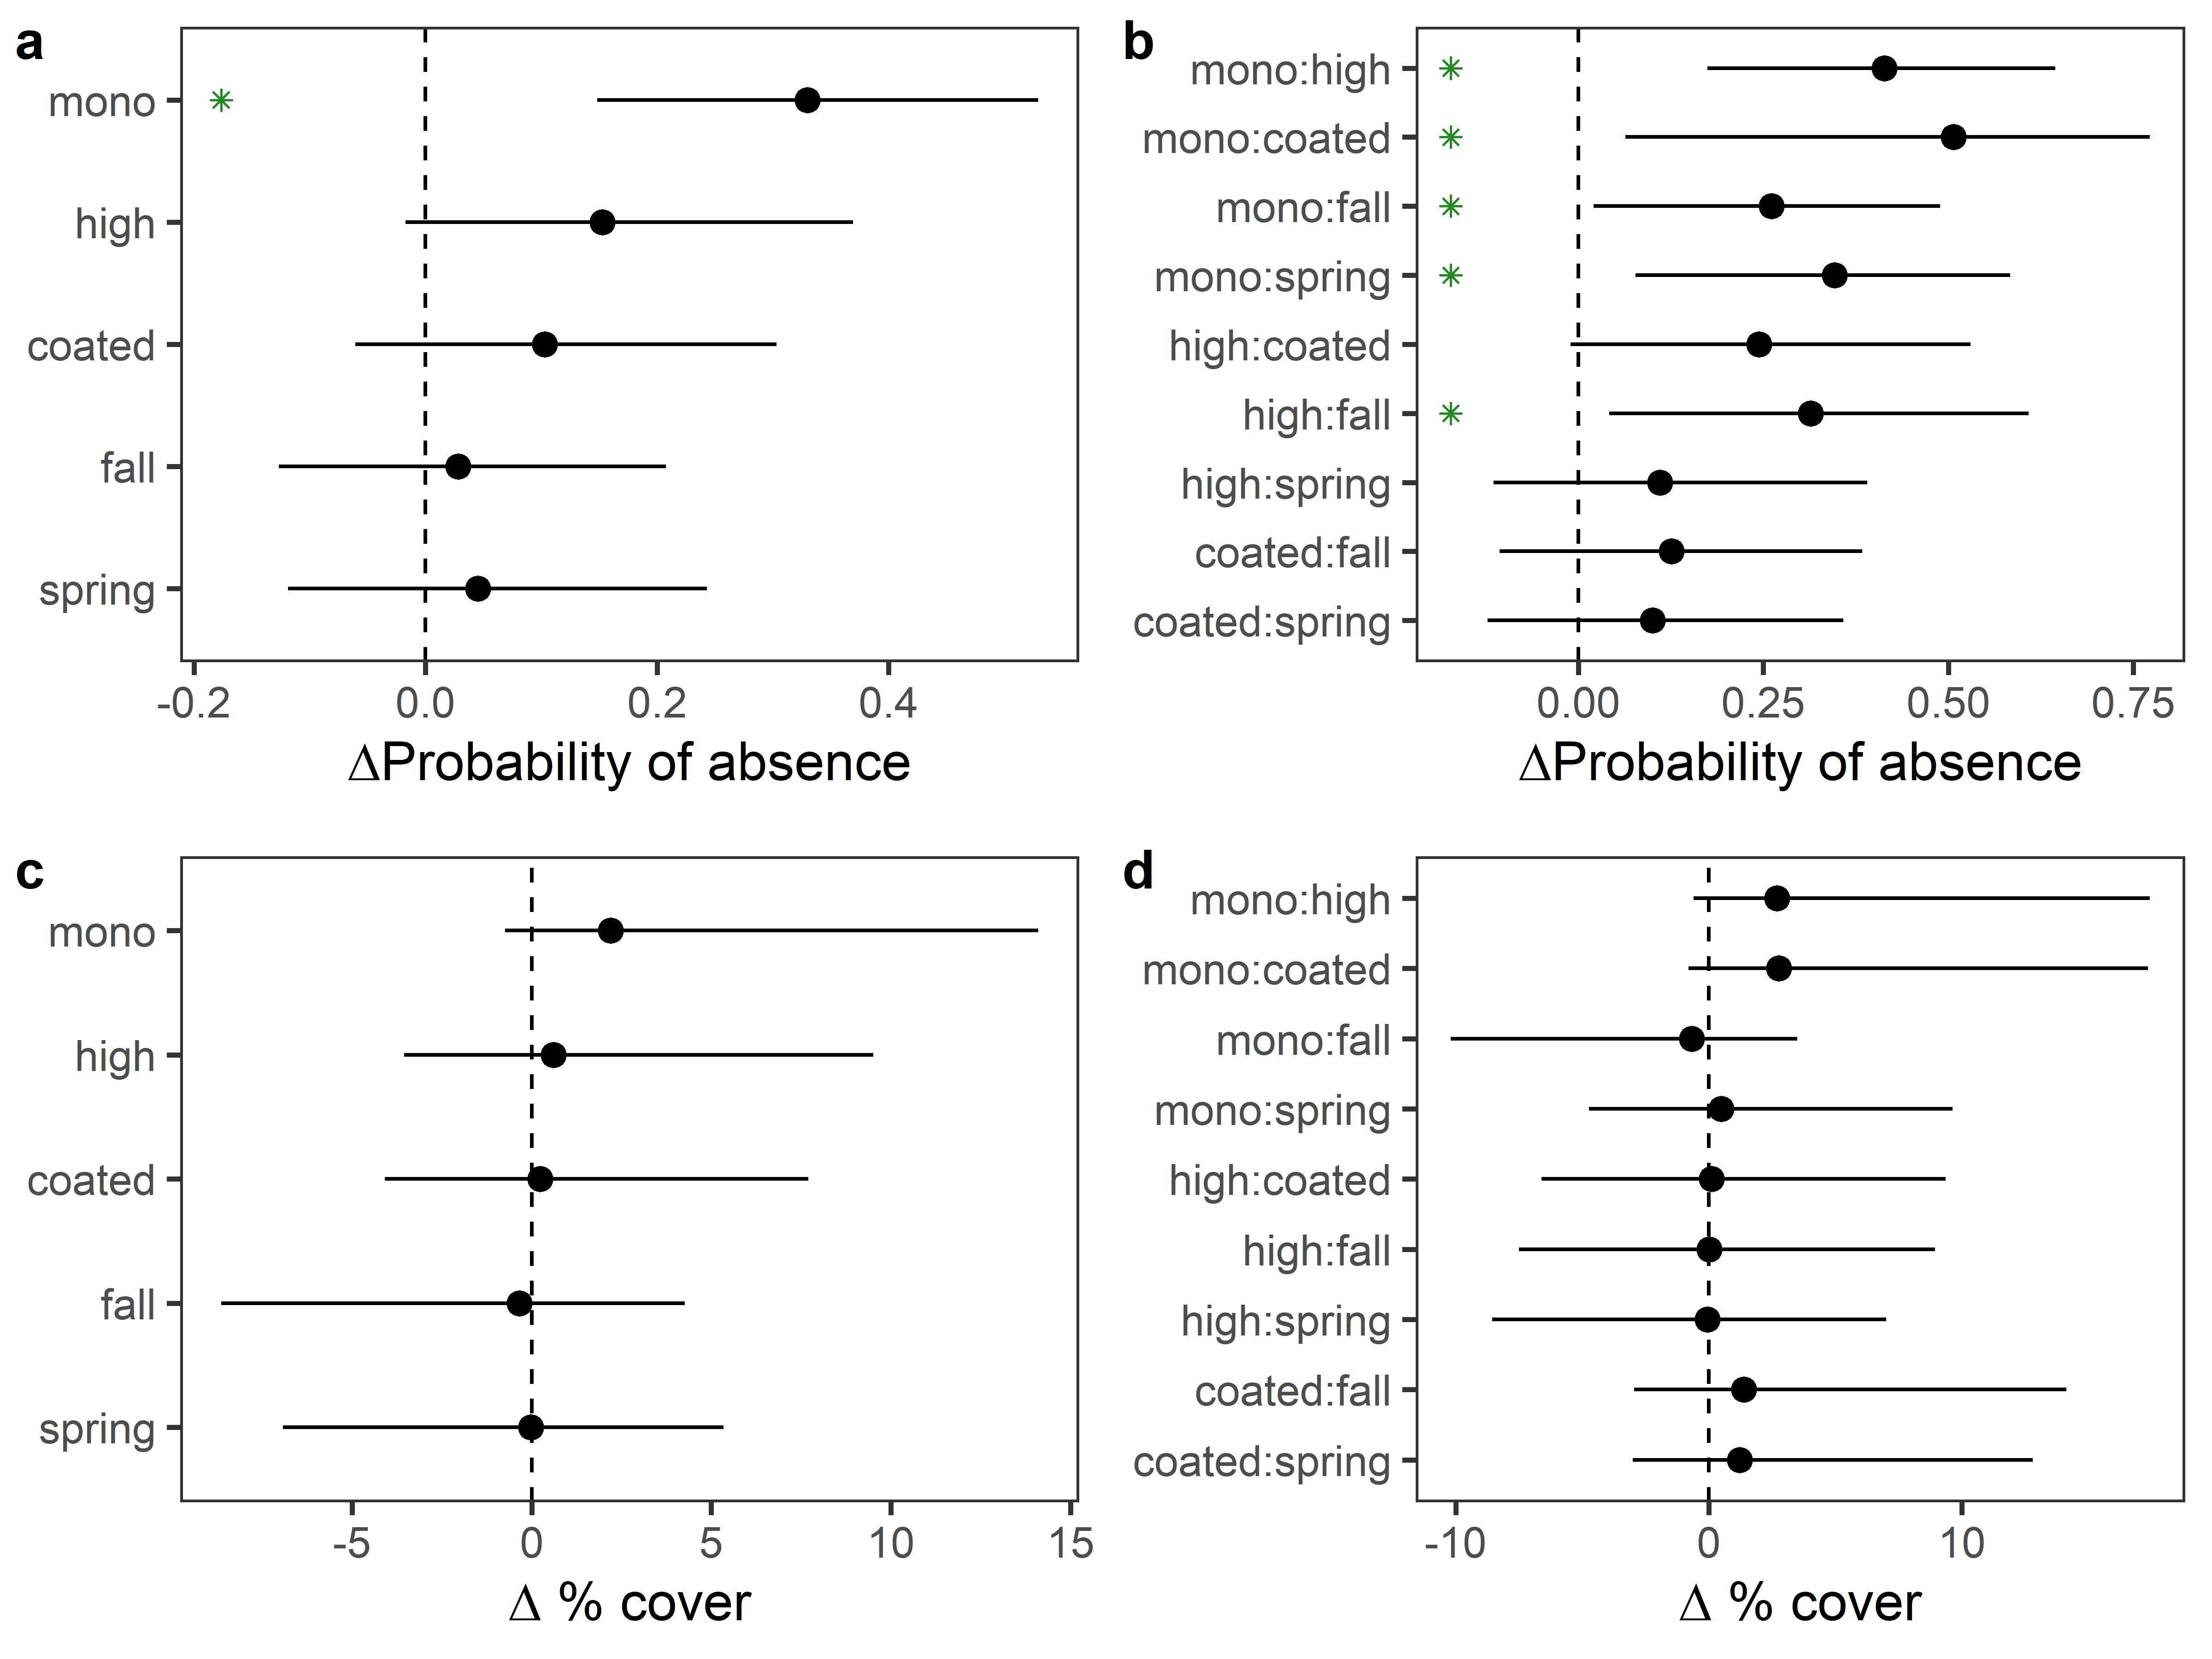 a
mono
high
coated
fall
spring
-0.2 0.0 0.2 0.4
ΔProbability of absence
b
mono:high
mono:coated
mono:fall
mono:spring
high:coated
high:fall
high:spring
coated:fall
coated:spring
0.00 0.25 0.50 0.75
ΔProbability of absence
c
mono
high
coated
fall
spring
-5 0 5 10 15
Δ % cover
d
mono:high
mono:coated
mono:fall
mono:spring
high:coated
high:fall
high:spring
coated:fall
coated:spring
-10 0 10
Δ % cover